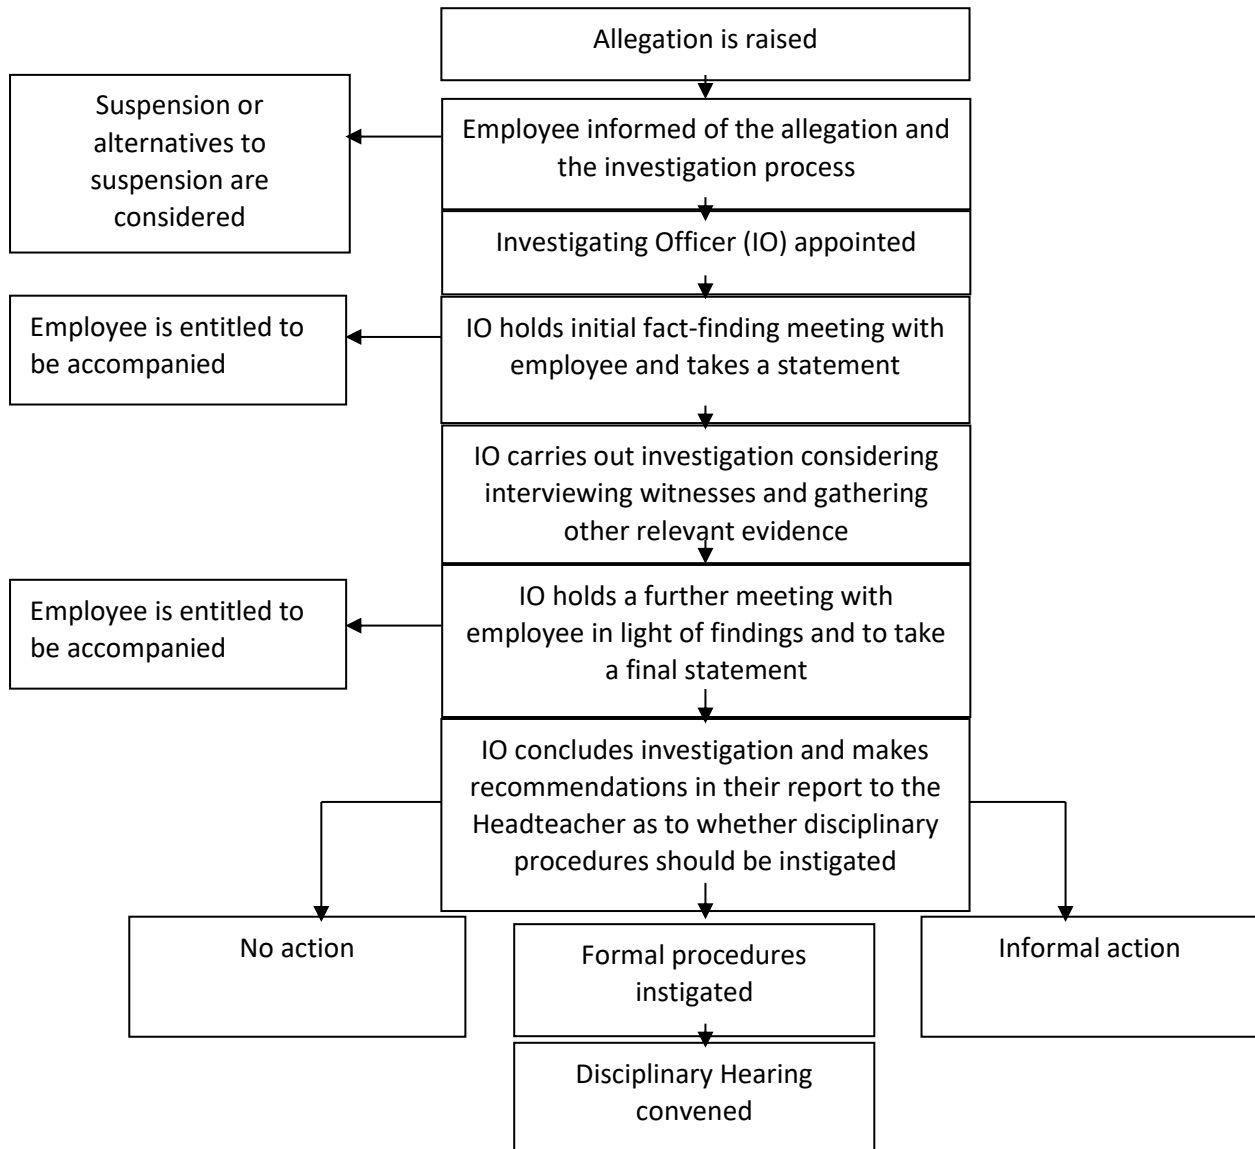 Allegation is raised
Suspension or
alternatives to
suspension are
considered
Employee informed of the allegation and
the investigation process
Investigating Officer (IO) appointed
Employee is entitled to
be accompanied
IO holds initial fact-finding meeting with
employee and takes a statement
IO carries out investigation considering
interviewing witnesses and gathering
other relevant evidence
Employee is entitled to
be accompanied
IO holds a further meeting with
employee in light of findings and to take
a final statement
IO concludes investigation and makes
recommendations in their report to the
Headteacher as to whether disciplinary
procedures should be instigated
No action
Formal procedures
instigated
Informal action
Disciplinary Hearing
convened